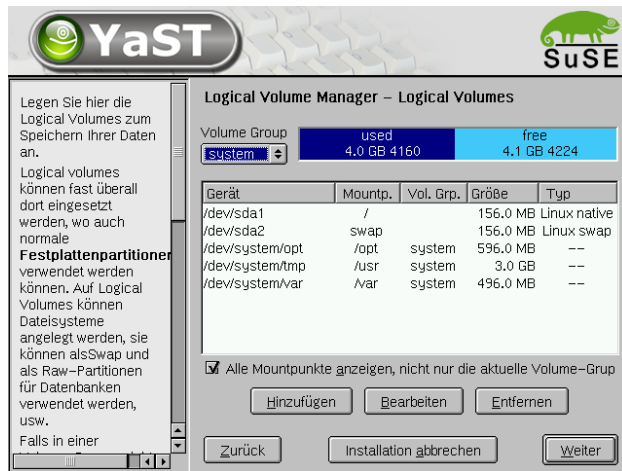 YaST
SuSE
Legen Sie hier die
Logical Volumes zum
Speichern Ihrer Daten
an.
Logical volumes
können fast überall
dort eingesetzt
werden, wo auch
normale
Festplattenpartitionen
verwendet werden
können. Auf Logical
Volumes können
Dateisysteme
angelegt werden, sie
können alsSwap und
als Raw-Partitionen
für Datenbanken
verwendet werden,
usw.
Falls in einer
Logical Volume Manager – Logical Volumes
Volume Group
system
used
4.0 GB 4160
free
4.1 GB 4224
Gerät Mountp. Vol. Grp. Größe Typ
/dev/sda1 / 156.0 MB Linux native
/dev/sda2 swap 156.0 MB Linux swap
/dev/system/opt /opt system 596.0 MB --
/dev/system/tmp /usr system 3.0 GB --
/dev/system/var /var system 496.0 MB --
Alle Mountpunkte anzeigen, nicht nur die aktuelle Volume-Grup
Hinzufügen Bearbeiten Entfernen
Zurück Installation abbrechen Weiter